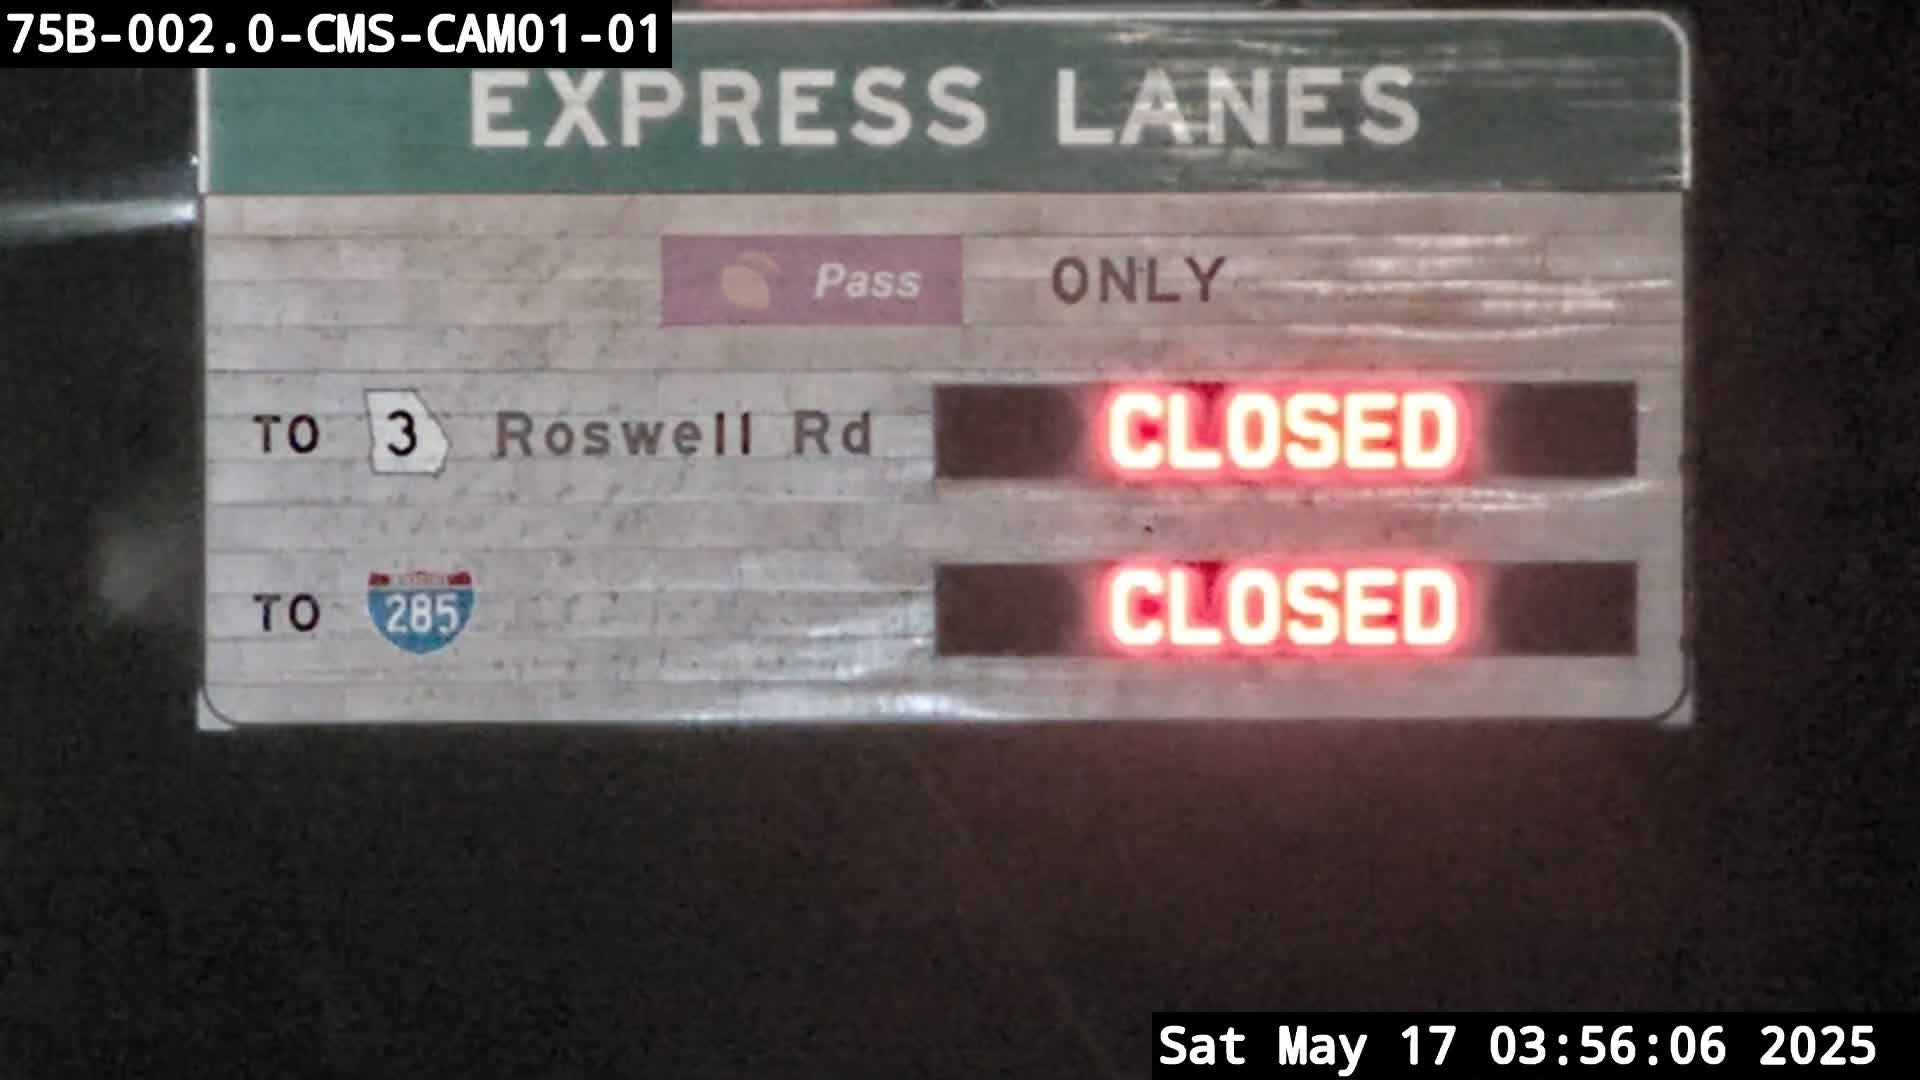 75B-002.0-CMS-CAM01-01
EXPRESS LANES
Pass ONLY
TO 3 Roswell Rd CLOSED
TO 285 CLOSED
Sat May 17 03:56:06 2025